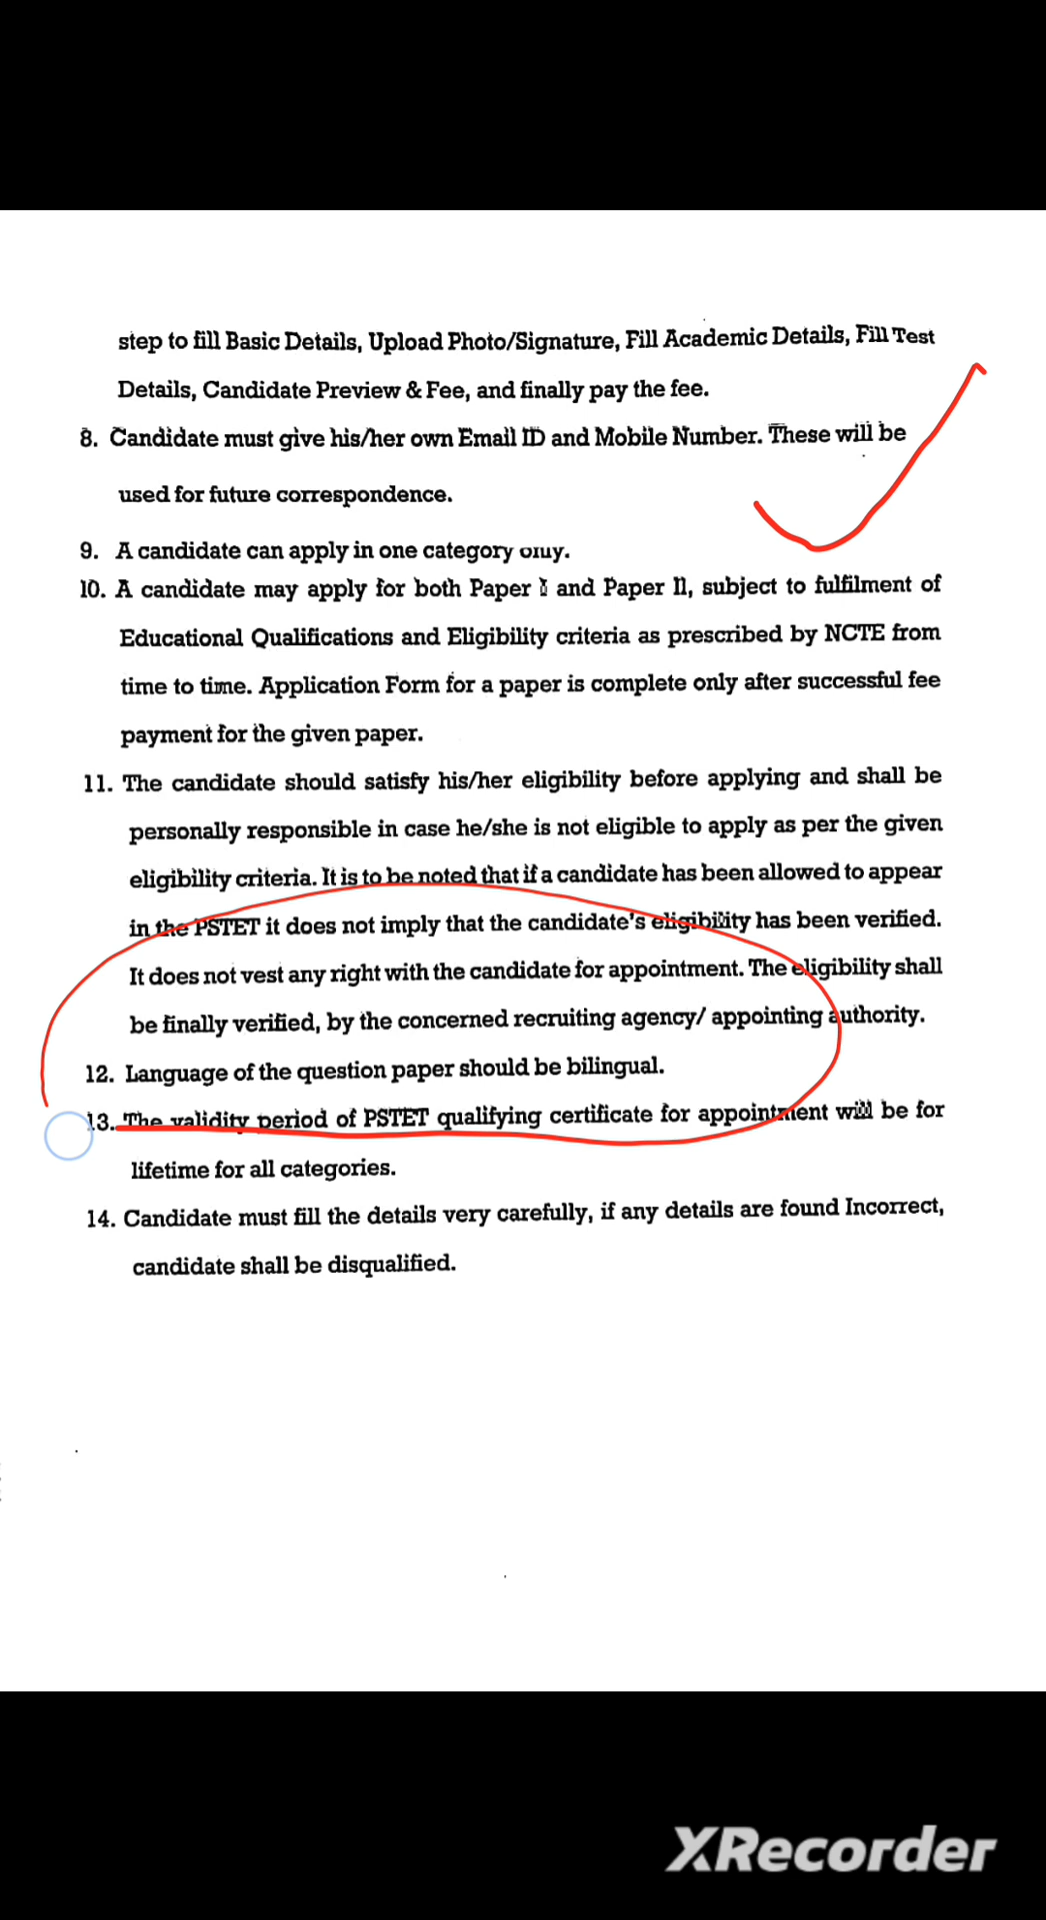 step to fill Basic Details, Upload Photo/Signature, Fill Academic Details, Fill Test
Details, Candidate Preview & Fee, and finally pay the fee.
8. Candidate must give his/her own Email ID and Mobile Number. These will be
used for future correspondence.
9. A candidate can apply in one category only.
10. A candidate may apply for both Paper I and Paper II, subject to fulfilment of
Educational Qualifications and Eligibility criteria as prescribed by NCTE from
time to time. Application Form for a paper is complete only after successful fee
payment for the given paper.
11. The candidate should satisfy his/her eligibility before applying and shall be
personally responsible in case he/she is not eligible to apply as per the given
eligibility criteria. It is to be noted that if a candidate has been allowed to appear
in the PSTET it does not imply that the candidate's eligibility has been verified.
It does not vest any right with the candidate for appointment. The eligibility shall
be finally verified, by the concerned recruiting agency/ appointing authority.
12. Language of the question paper should be bilingual.
13. The validity period of PSTET qualifying certificate for appointment will be for
lifetime for all categories.
14. Candidate must fill the details very carefully, if any details are found Incorrect,
candidate shall be disqualified.
XRecorder